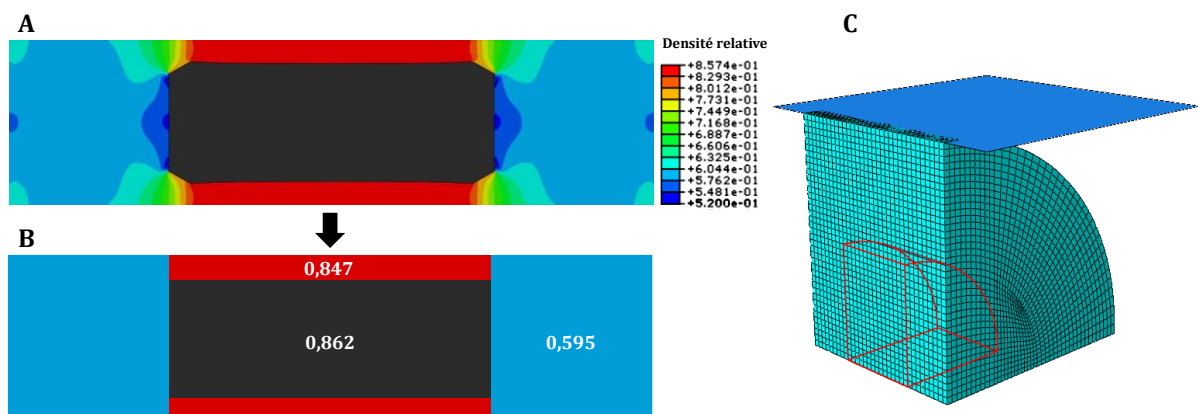 A
Densité relative
+8.574e-01
+8.293e-01
+8.012e-01
+7.731e-01
+7.449e-01
+7.168e-01
+6.887e-01
+6.606e-01
+6.325e-01
+6.044e-01
+5.762e-01
+5.481e-01
+5.200e-01
B
0,847
0,862
0,595
C